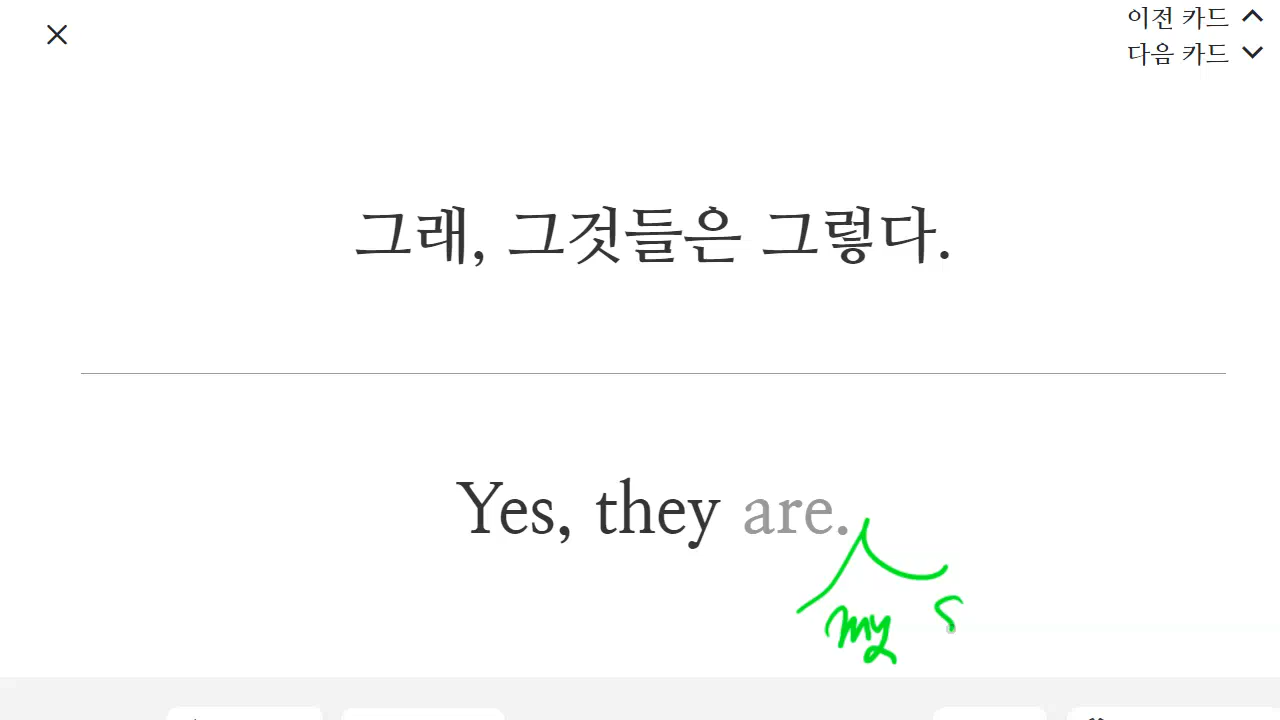 이전 카드
다음 카드
그래, 그것들은 그렇다.
Yes, they are.
my s